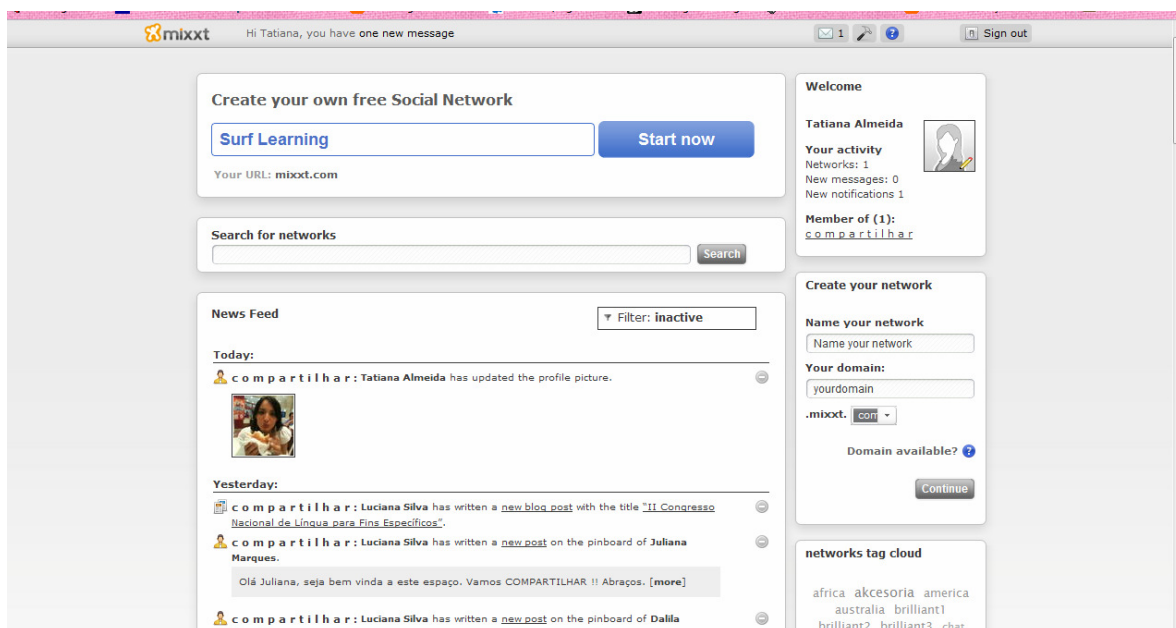 mixxt
Hi Tatiana, you have one new message
1
Sign out
Create your own free Social Network
Surf Learning
Start now
Your URL: mixxt.com
Search for networks
Search
News Feed
Filter: inactive
Today:
c o m p a r t i l h a r : Tatiana Almeida has updated the profile picture.
Yesterday:
c o m p a r t i l h a r : Luciana Silva has written a new blog post with the title "II Congresso
Nacional de Língua para Fins Específicos".
c o m p a r t i l h a r : Luciana Silva has written a new post on the pinboard of Juliana
Marques.
Olá Juliana, seja bem vinda a este espaço. Vamos COMPARTILHAR !! Abraços. [more]
c o m p a r t i l h a r : Luciana Silva has written a new post on the pinboard of Dalila
Welcome
Tatiana Almeida
Your activity
Networks: 1
New messages: 0
New notifications 1
Member of (1):
c o m p a r t i l h a r
Create your network
Name your network
Name your network
Your domain:
yourdomain
.mixxt. com
Domain available?
Continue
networks tag cloud
africa akcesoria america
australia brilliant1
brilliant2 brilliant3 chat